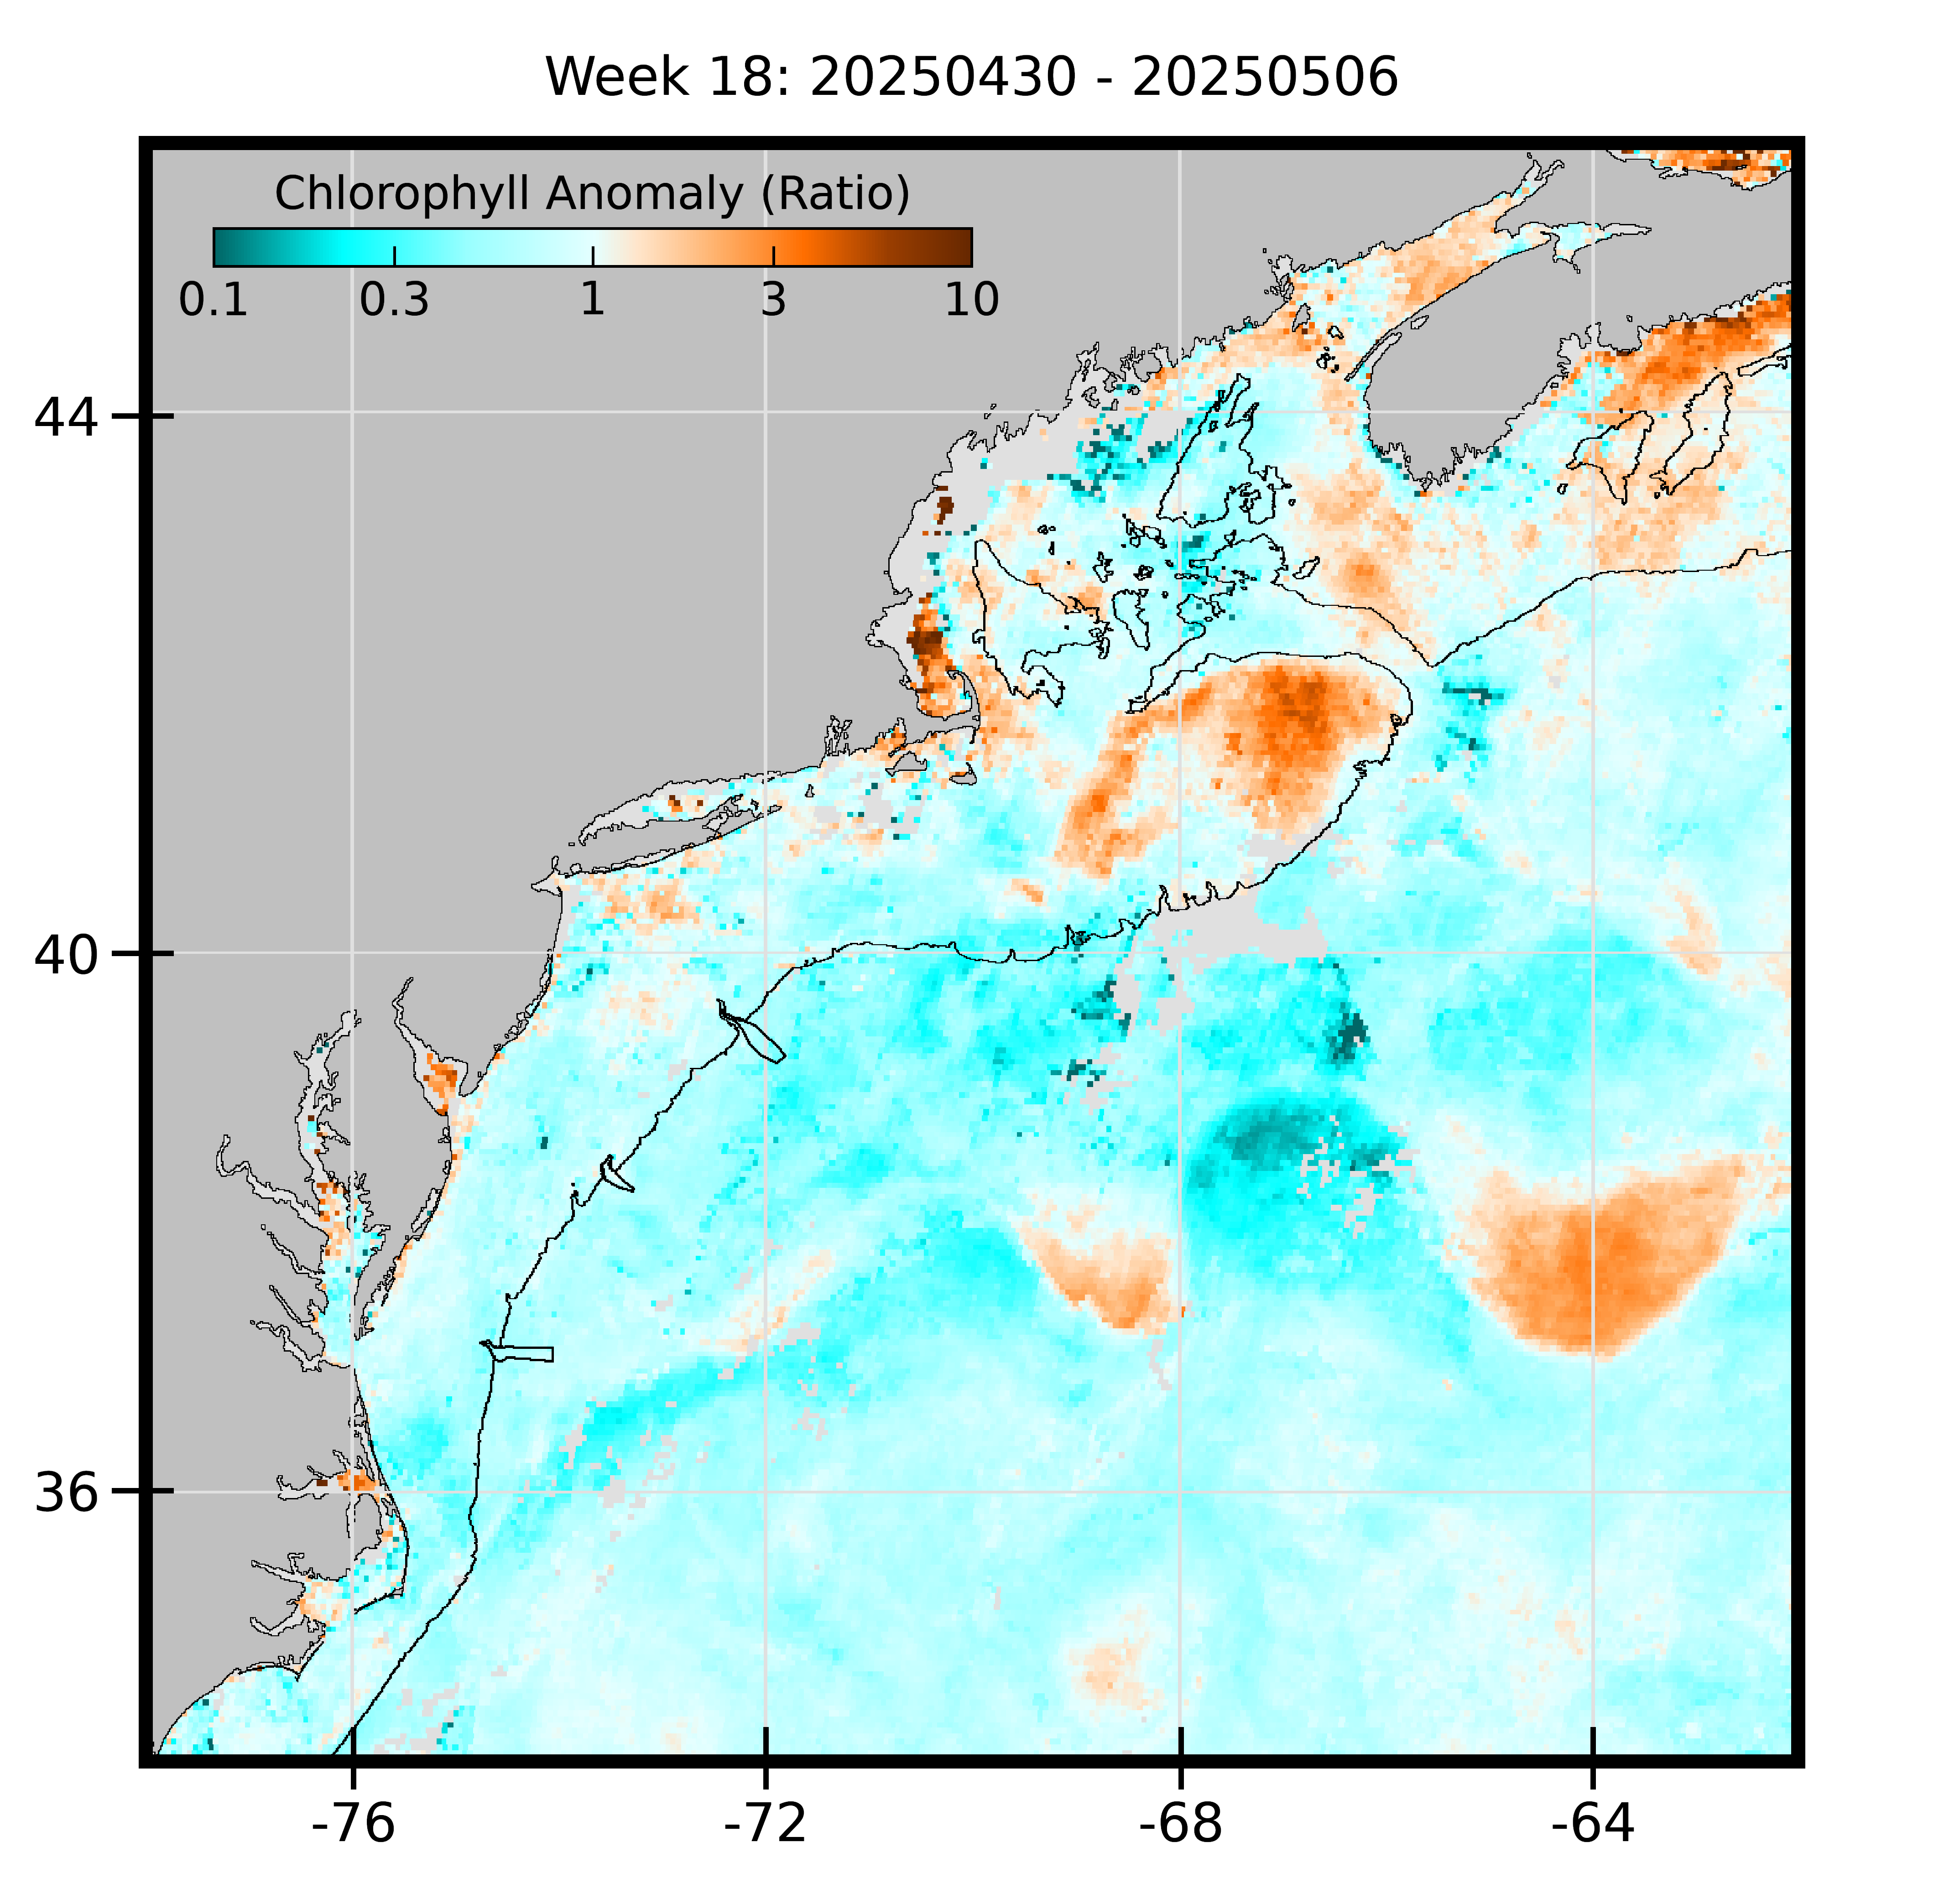 Week 18: 20250430 - 20250506
Chlorophyll Anomaly (Ratio)
0.1 0.3 1 3 10
44
40
36
-76 -72 -68 -64